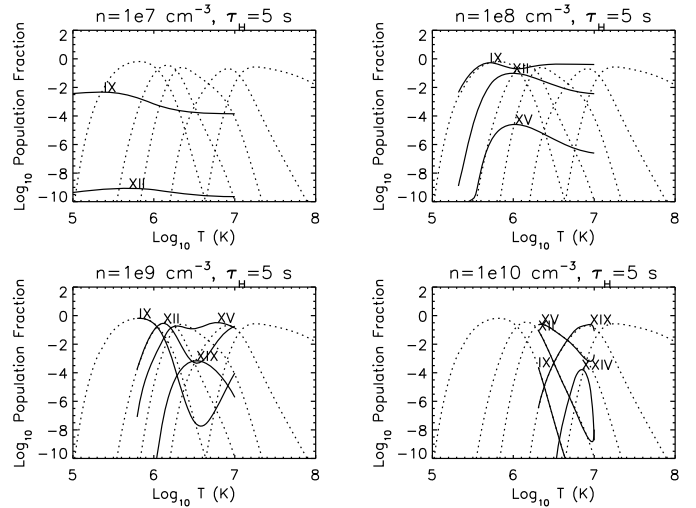 n=1e7 cm⁻³, τ_H=5 s
Log₁₀ Population Fraction
2
0
−2
−4
−6
−8
−10
IX
XII
5 6 7 8
Log₁₀ T (K)
n=1e8 cm⁻³, τ_H=5 s
Log₁₀ Population Fraction
2
0
−2
−4
−6
−8
−10
IX
XII
XV
5 6 7 8
Log₁₀ T (K)
n=1e9 cm⁻³, τ_H=5 s
Log₁₀ Population Fraction
2
0
−2
−4
−6
−8
−10
IX XII XV
XIX
5 6 7 8
Log₁₀ T (K)
n=1e10 cm⁻³, τ_H=5 s
Log₁₀ Population Fraction
2
0
−2
−4
−6
−8
−10
XV XIX
XII
IX XXIV
5 6 7 8
Log₁₀ T (K)